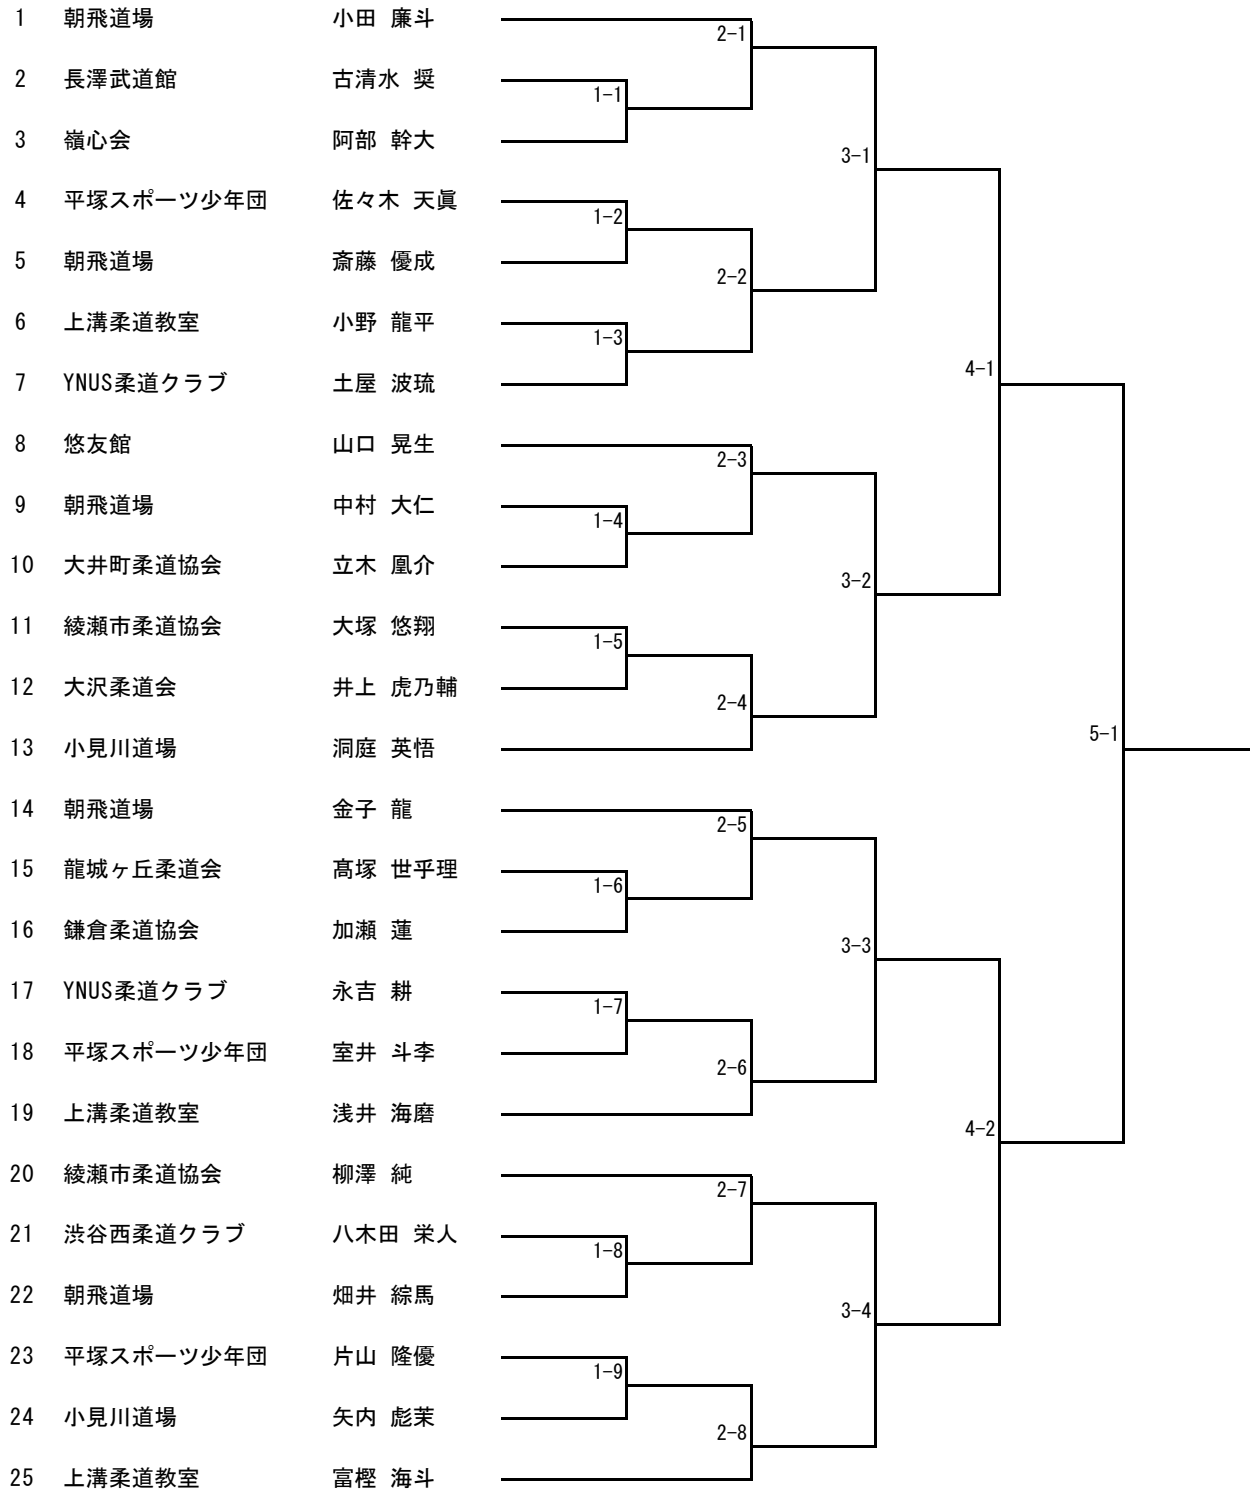 1 朝飛道場 小田 廉斗
2-1
2 長澤武道館 古清水 奨
1-1
3 嶺心会 阿部 幹大
3-1
4 平塚スポーツ少年団 佐々木 天眞
1-2
5 朝飛道場 斎藤 優成
2-2
6 上溝柔道教室 小野 龍平
1-3
7 YNUS柔道クラブ 土屋 波琉
4-1
8 悠友館 山口 晃生
2-3
9 朝飛道場 中村 大仁
1-4
10 大井町柔道協会 立木 凰介
3-2
11 綾瀬市柔道協会 大塚 悠翔
1-5
12 大沢柔道会 井上 虎乃輔
2-4
13 小見川道場 洞庭 英悟
5-1
14 朝飛道場 金子 龍
2-5
15 龍城ヶ丘柔道会 髙塚 世乎理
1-6
16 鎌倉柔道協会 加瀬 蓮
3-3
17 YNUS柔道クラブ 永吉 耕
1-7
18 平塚スポーツ少年団 室井 斗李
2-6
19 上溝柔道教室 浅井 海磨
4-2
20 綾瀬市柔道協会 柳澤 純
2-7
21 渋谷西柔道クラブ 八木田 栄人
1-8
22 朝飛道場 畑井 綜馬
3-4
23 平塚スポーツ少年団 片山 隆優
1-9
24 小見川道場 矢内 彪茉
2-8
25 上溝柔道教室 富樫 海斗